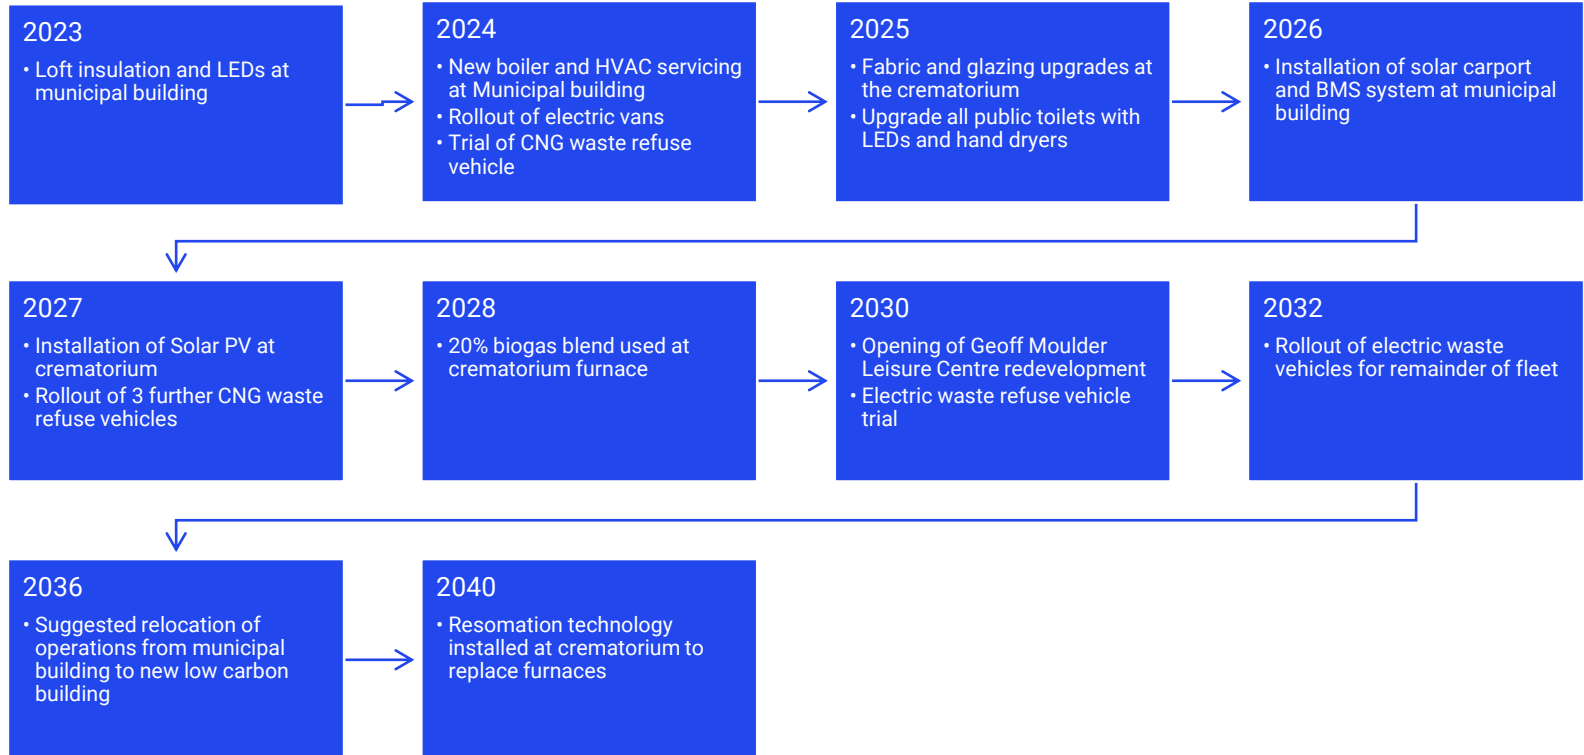 2023
• Loft insulation and LEDs at
municipal building
2024
• New boiler and HVAC servicing
at Municipal building
• Rollout of electric vans
• Trial of CNG waste refuse
vehicle
2025
• Fabric and glazing upgrades at
the crematorium
• Upgrade all public toilets with
LEDs and hand dryers
2026
• Installation of solar carport
and BMS system at municipal
building
2027
• Installation of Solar PV at
crematorium
• Rollout of 3 further CNG waste
refuse vehicles
2028
• 20% biogas blend used at
crematorium furnace
2030
• Opening of Geoff Moulder
Leisure Centre redevelopment
• Electric waste refuse vehicle
trial
2032
• Rollout of electric waste
vehicles for remainder of fleet
2036
• Suggested relocation of
operations from municipal
building to new low carbon
building
2040
• Resomation technology
installed at crematorium to
replace furnaces